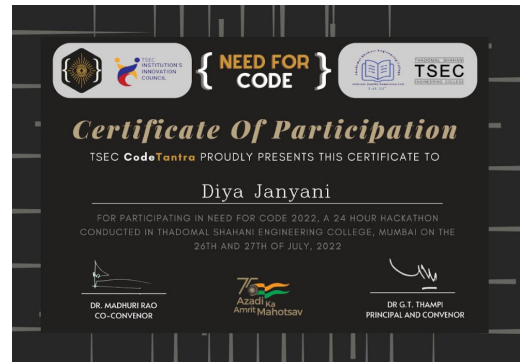 TSEC
INSTITUTION'S
INNOVATION
COUNCIL
{ NEED FOR
CODE }
THADOMAL SHAHANI
TSEC
ENGINEERING COLLEGE
Certificate Of Participation
TSEC CodeTantra PROUDLY PRESENTS THIS CERTIFICATE TO
Diya Janyani
FOR PARTICIPATING IN NEED FOR CODE 2022, A 24 HOUR HACKATHON
CONDUCTED IN THADOMAL SHAHANI ENGINEERING COLLEGE, MUMBAI ON THE
26TH AND 27TH OF JULY, 2022
DR. MADHURI RAO
CO-CONVENOR
75
Azadi Ka
Amrit Mahotsav
DR G.T. THAMPI
PRINCIPAL AND CONVENOR